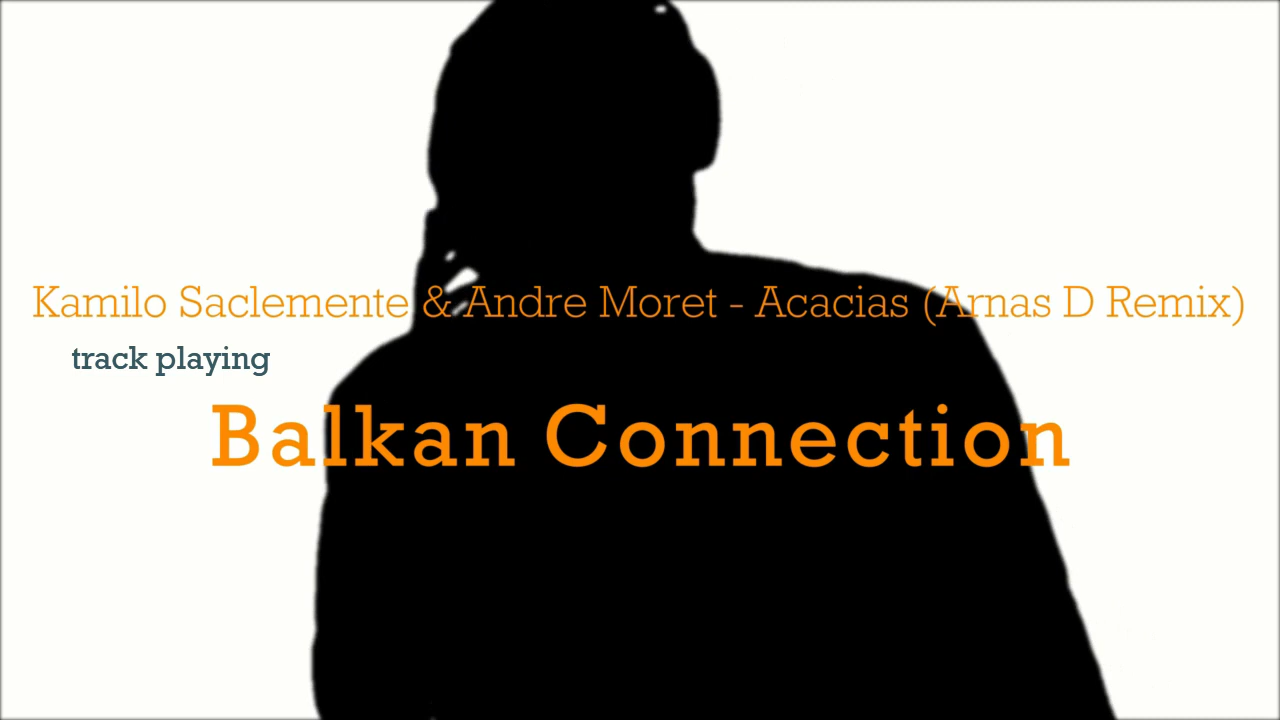 Kamilo Saclemente & Andre Moret - Acacias (Arnas D Remix)
track playing
Balkan Connection